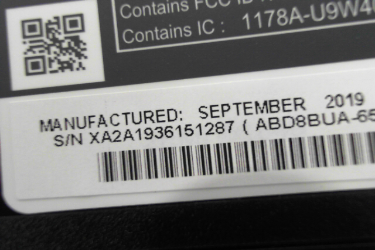 Contains FCC ID
Contains IC : 1178A-U9W4
MANUFACTURED: SEPTEMBER 2019
S/N XA2A1936151287 ( ABD8BUA-65